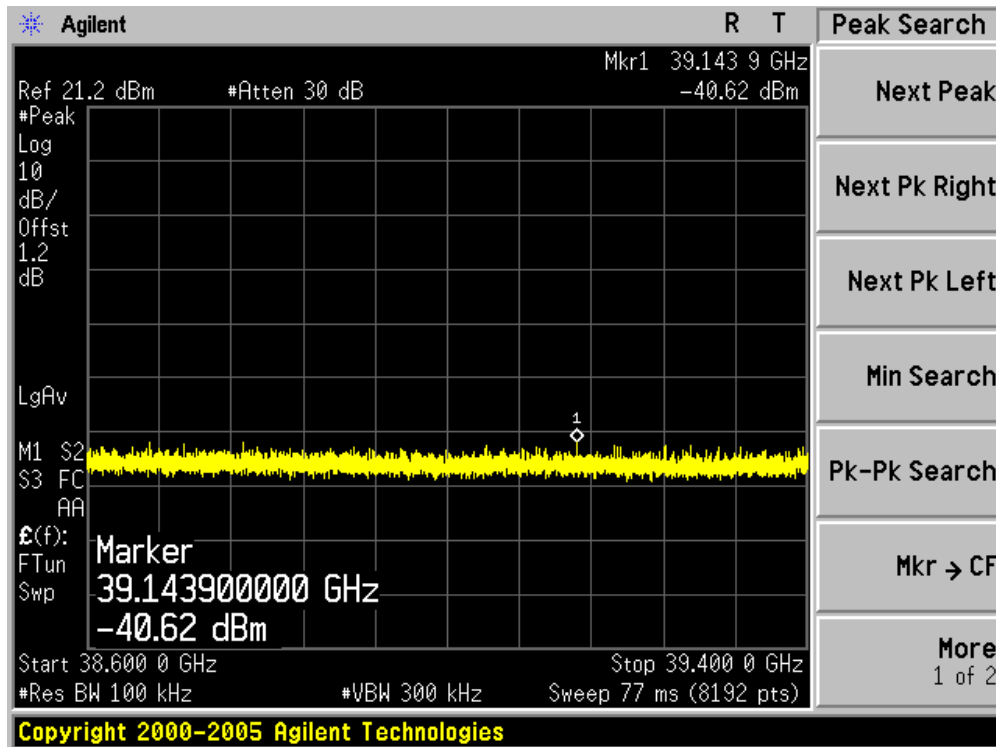 Agilent R T Peak Search
Mkr1 39.143 9 GHz
Ref 21.2 dBm #Atten 30 dB -40.62 dBm
#Peak
Log
10
dB/
Offst
1.2
dB
LgAv
1
M1 S2
S3 FC
AA
£(f):
FTun
Swp
Marker
39.143900000 GHz
-40.62 dBm
Start 38.600 0 GHz Stop 39.400 0 GHz
#Res BW 100 kHz #VBW 300 kHz Sweep 77 ms (8192 pts)
Copyright 2000-2005 Agilent Technologies
Next Peak
Next Pk Right
Next Pk Left
Min Search
Pk-Pk Search
Mkr → CF
More
1 of 2